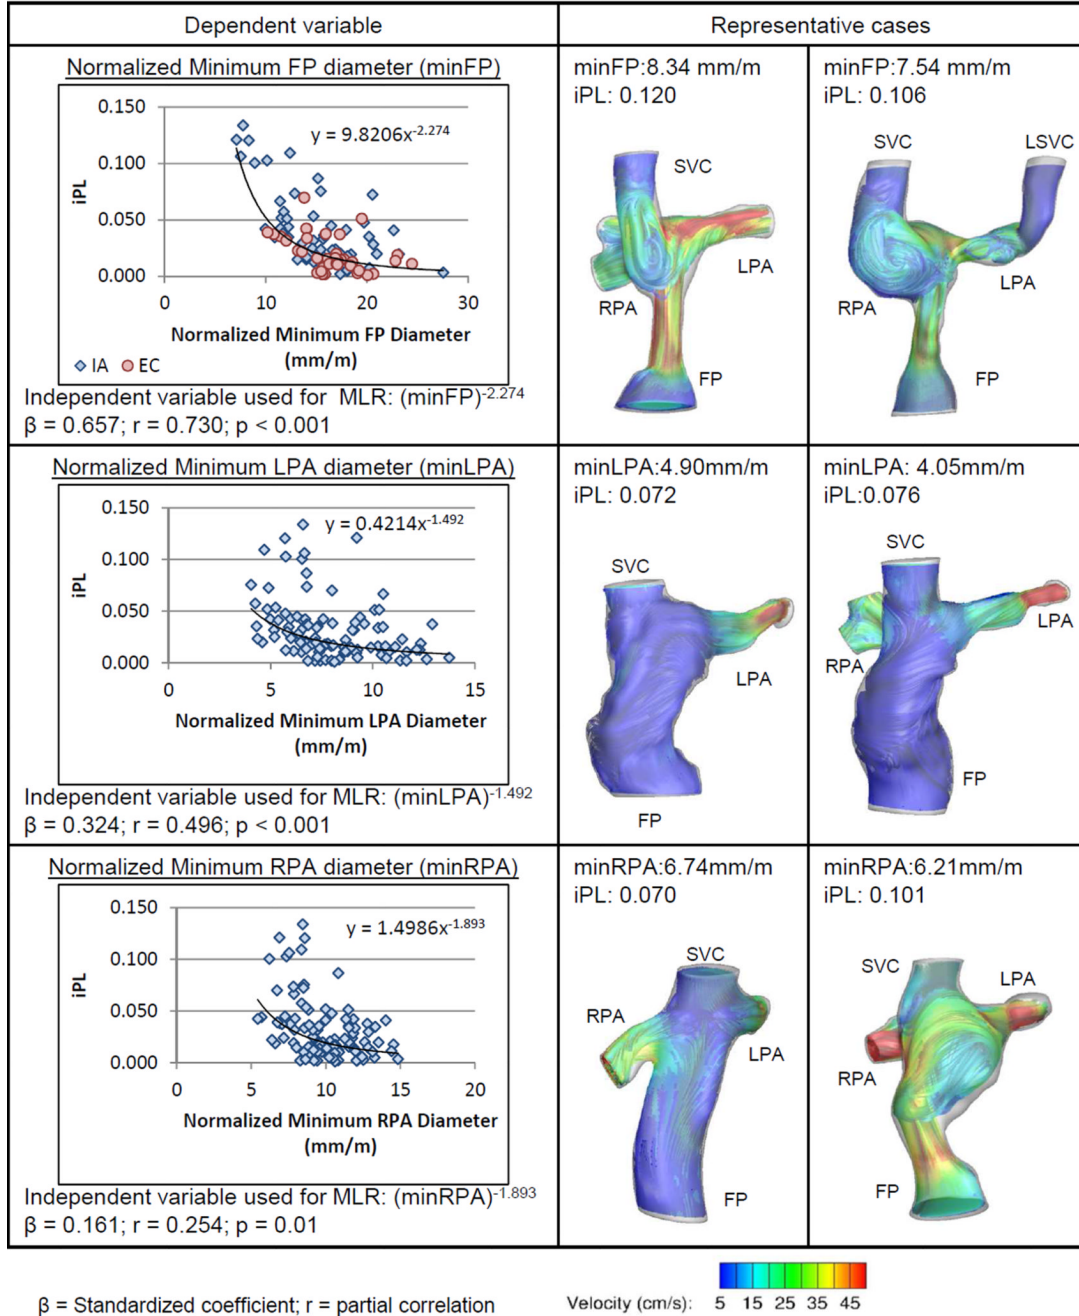 Dependent variable
Representative cases
Normalized Minimum FP diameter (minFP)
0.150
0.100
0.050
0.000
iPL
y = 9.8206x^-2.274
0 10 20 30
Normalized Minimum FP Diameter
(mm/m)
IA EC
Independent variable used for MLR: (minFP)^-2.274
β = 0.657; r = 0.730; p < 0.001
minFP:8.34 mm/m
iPL: 0.120
SVC
LPA
RPA
FP
minFP:7.54 mm/m
iPL: 0.106
SVC
LSVC
LPA
RPA
FP
Normalized Minimum LPA diameter (minLPA)
0.150
0.100
0.050
0.000
iPL
y = 0.4214x^-1.492
0 5 10 15
Normalized Minimum LPA Diameter
(mm/m)
Independent variable used for MLR: (minLPA)^-1.492
β = 0.324; r = 0.496; p < 0.001
minLPA:4.90mm/m
iPL: 0.072
SVC
LPA
FP
minLPA: 4.05mm/m
iPL:0.076
SVC
LPA
RPA
FP
Normalized Minimum RPA diameter (minRPA)
0.150
0.100
0.050
0.000
iPL
y = 1.4986x^-1.893
0 5 10 15 20
Normalized Minimum RPA Diameter
(mm/m)
Independent variable used for MLR: (minRPA)^-1.893
β = 0.161; r = 0.254; p = 0.01
minRPA:6.74mm/m
iPL: 0.070
SVC
RPA
LPA
FP
minRPA:6.21mm/m
iPL: 0.101
SVC
LPA
RPA
FP
β = Standardized coefficient; r = partial correlation
Velocity (cm/s): 5 15 25 35 45